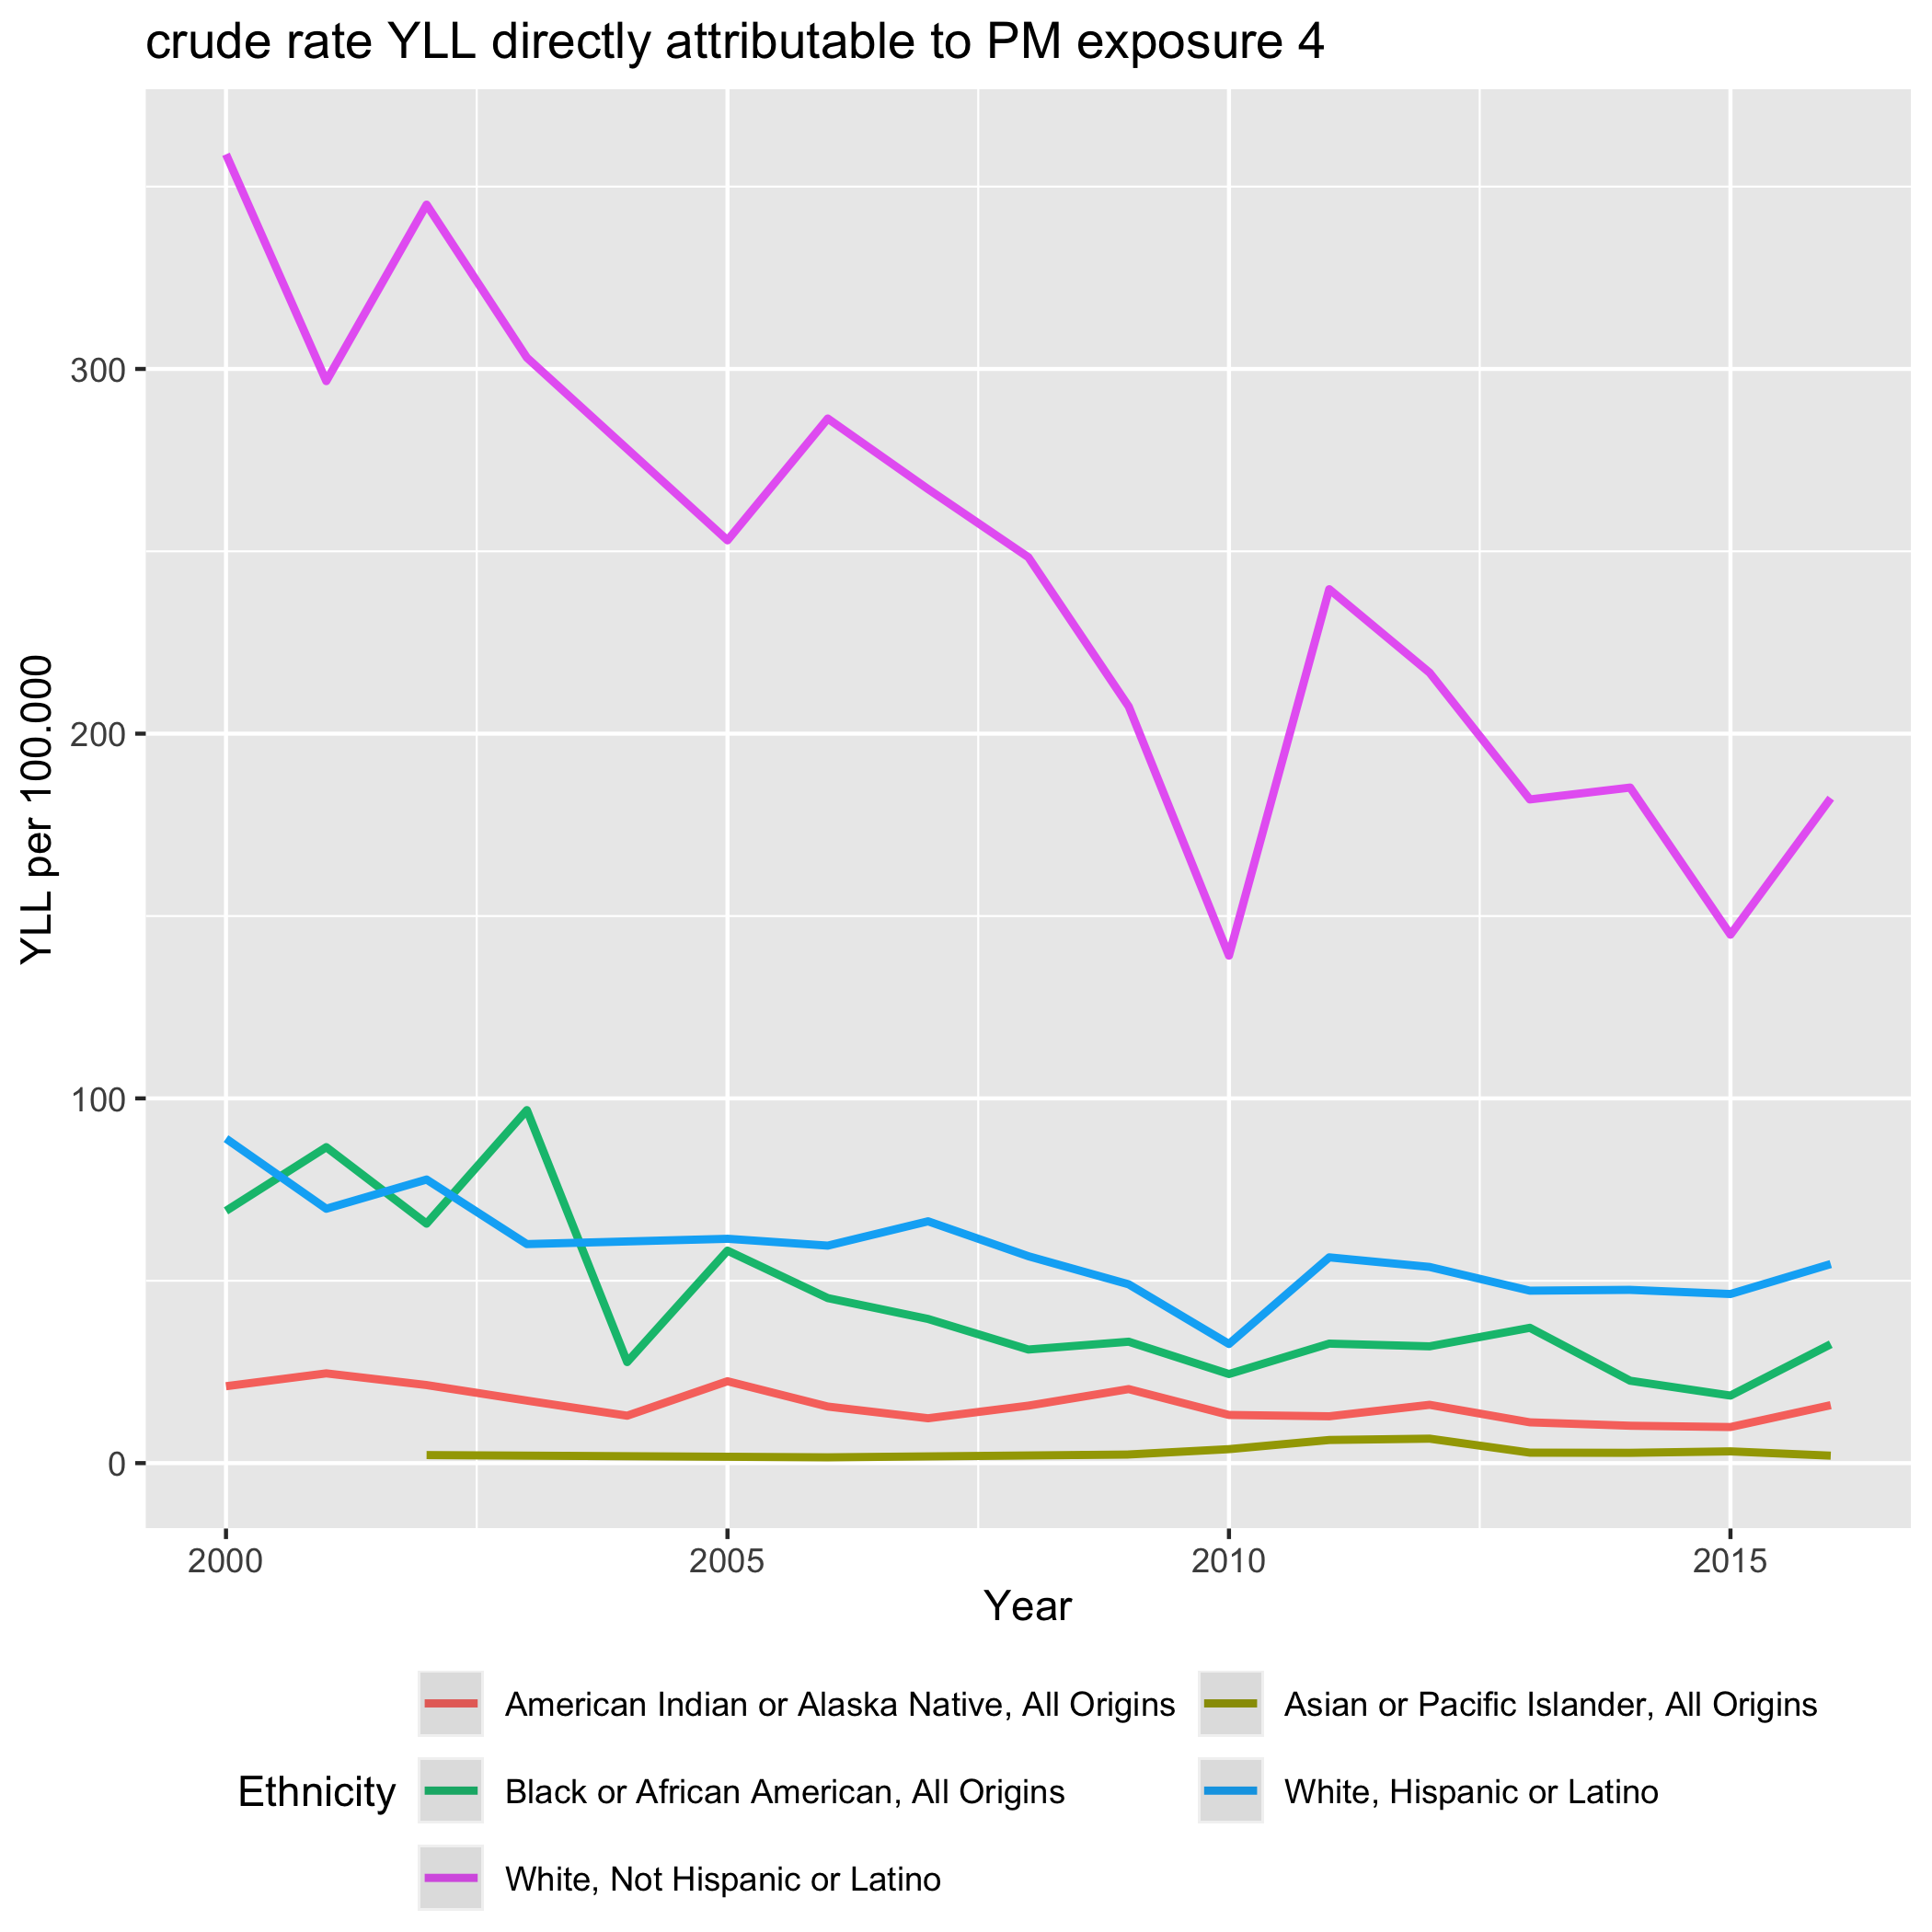 crude rate YLL directly attributable to PM exposure 4
YLL per 100.000
300
200
100
0
2000 2005 2010 2015
Year
Ethnicity
American Indian or Alaska Native, All Origins
Asian or Pacific Islander, All Origins
Black or African American, All Origins
White, Hispanic or Latino
White, Not Hispanic or Latino